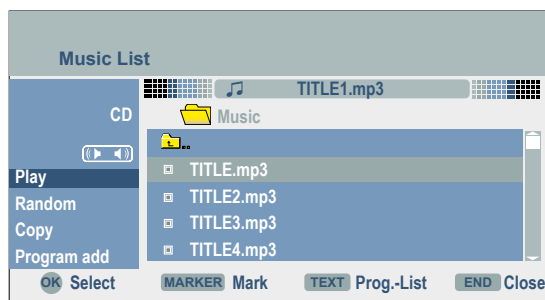 Music List
TITLE1.mp3
CD
Music
..
Play
TITLE.mp3
Random
TITLE2.mp3
Copy
TITLE3.mp3
Program add
TITLE4.mp3
OK Select MARKER Mark TEXT Prog.-List END Close